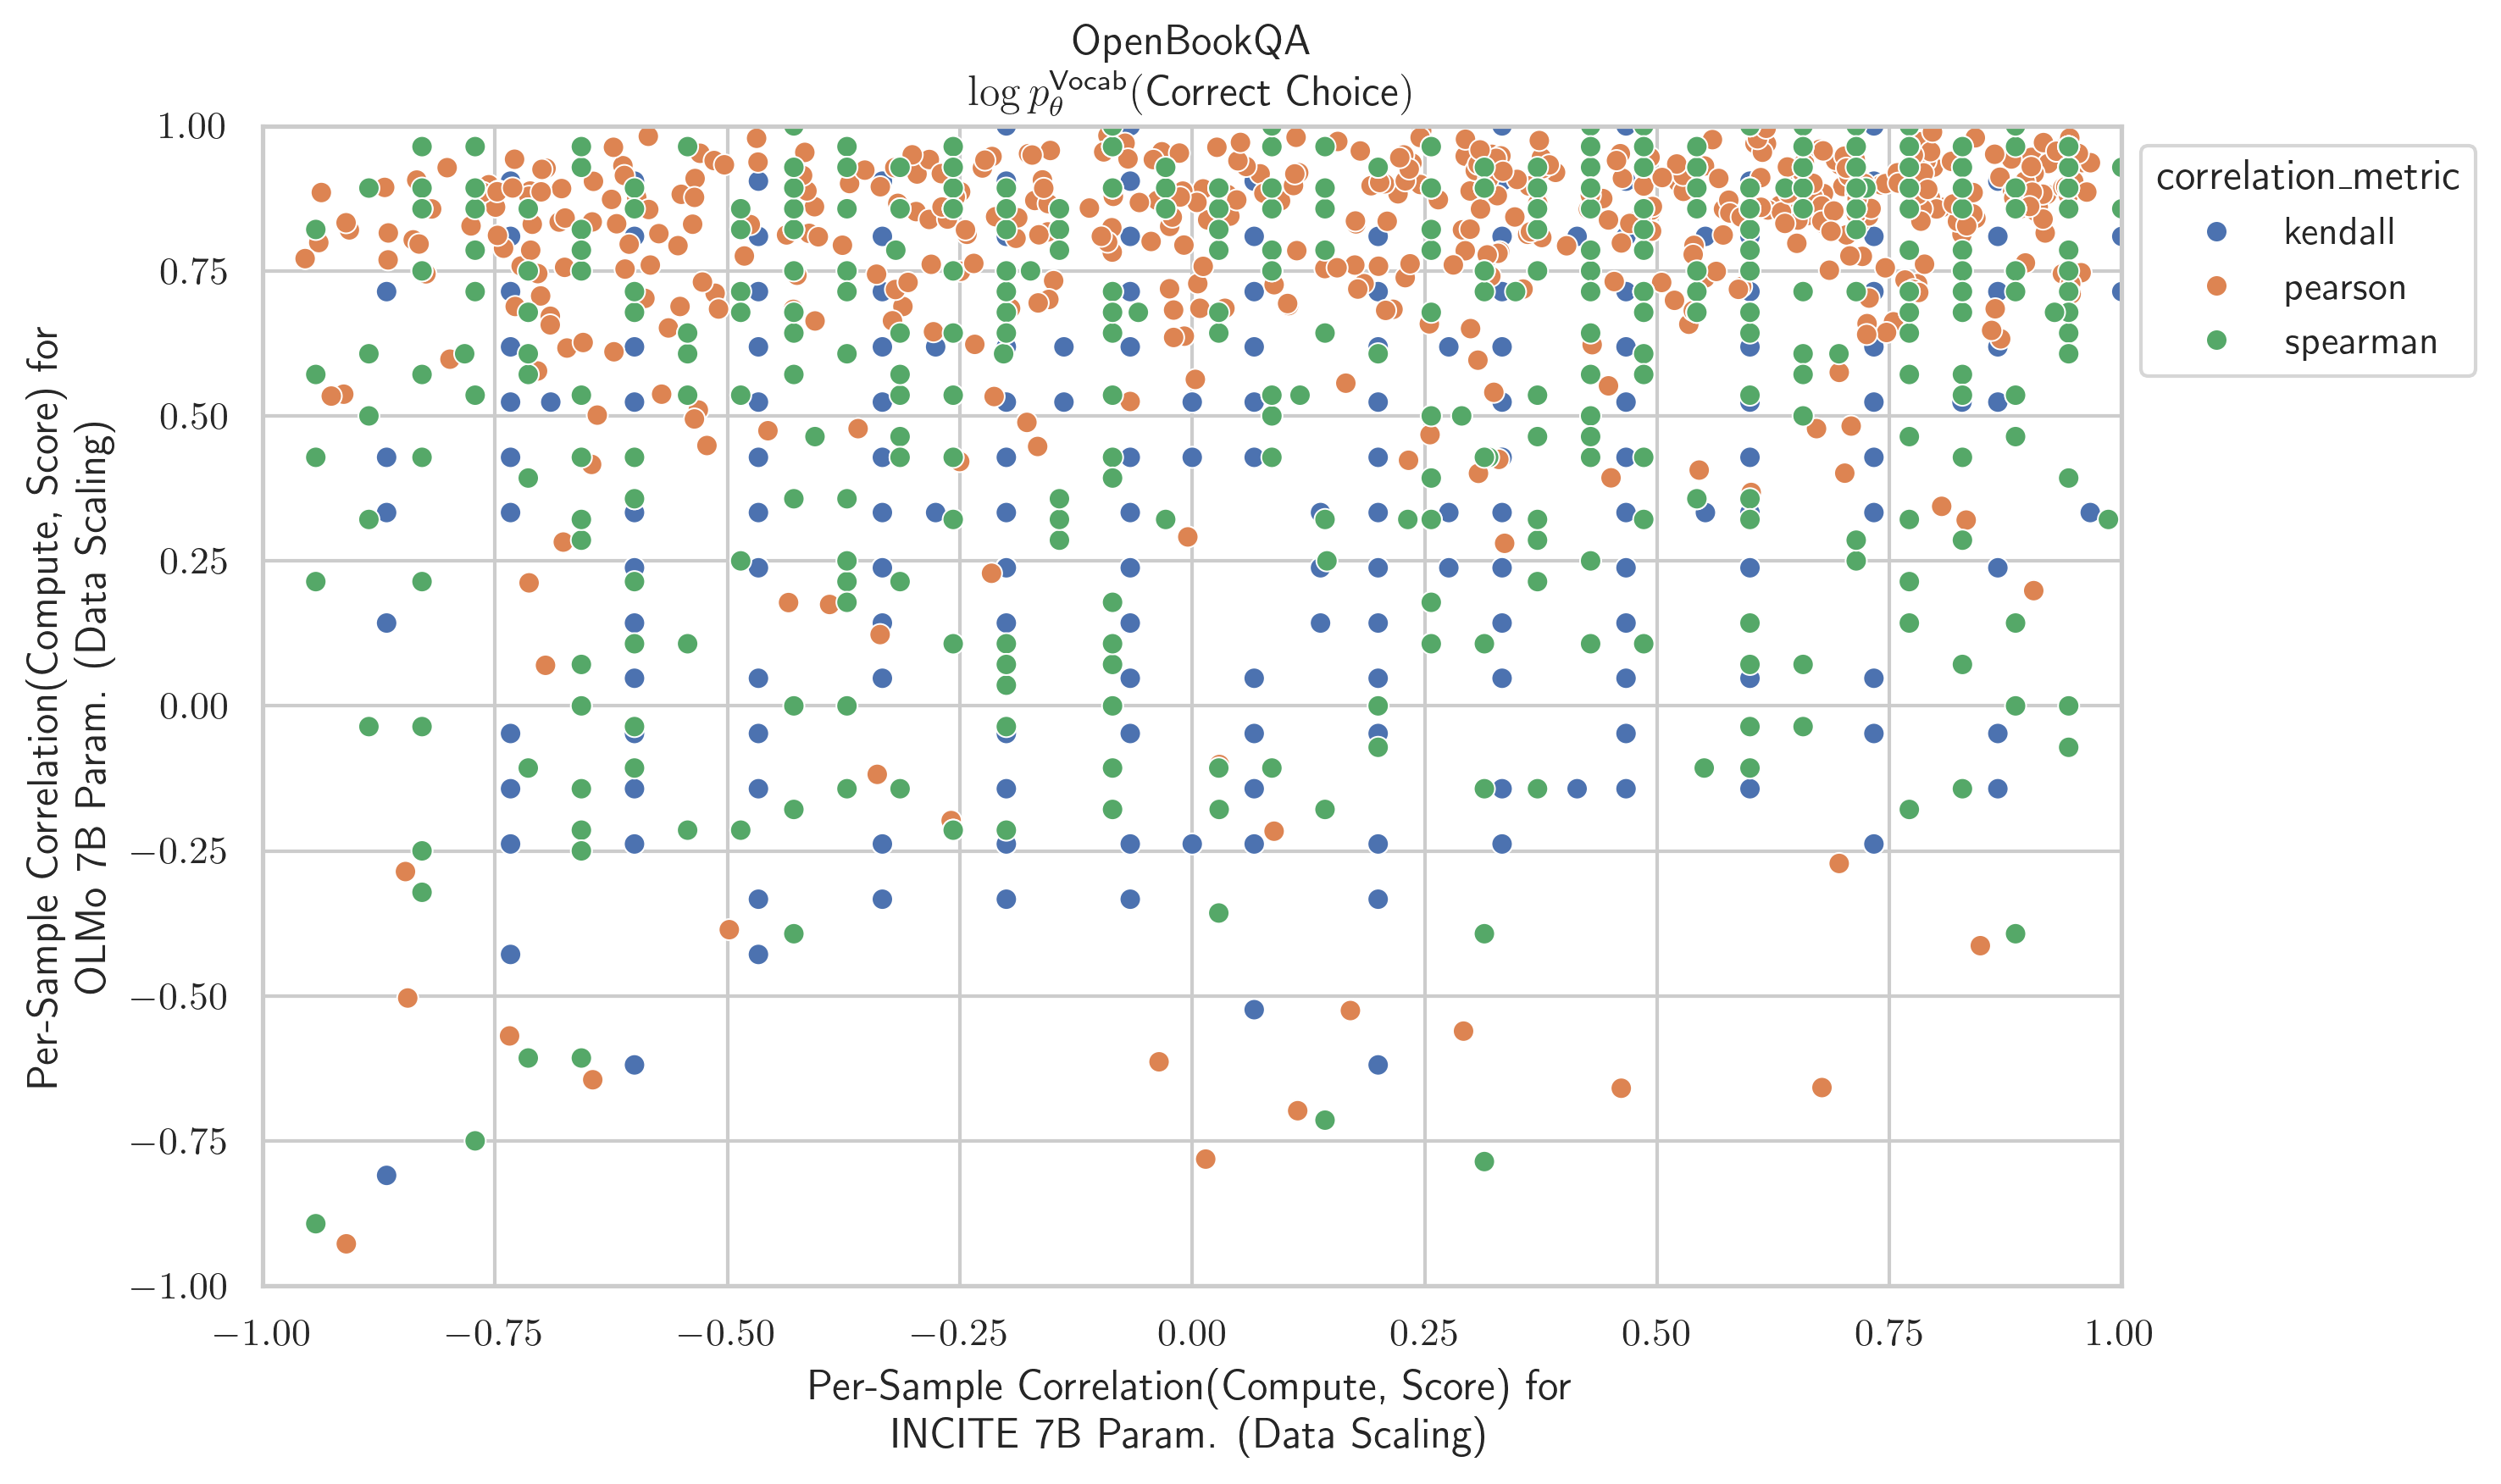 OpenBookQA
log p_θ^Vocab(Correct Choice)
Per-Sample Correlation(Compute, Score) for
OLMo 7B Param. (Data Scaling)
1.00
0.75
0.50
0.25
0.00
−0.25
−0.50
−0.75
−1.00
−1.00 −0.75 −0.50 −0.25 0.00 0.25 0.50 0.75 1.00
Per-Sample Correlation(Compute, Score) for
INCITE 7B Param. (Data Scaling)
correlation_metric
kendall
pearson
spearman